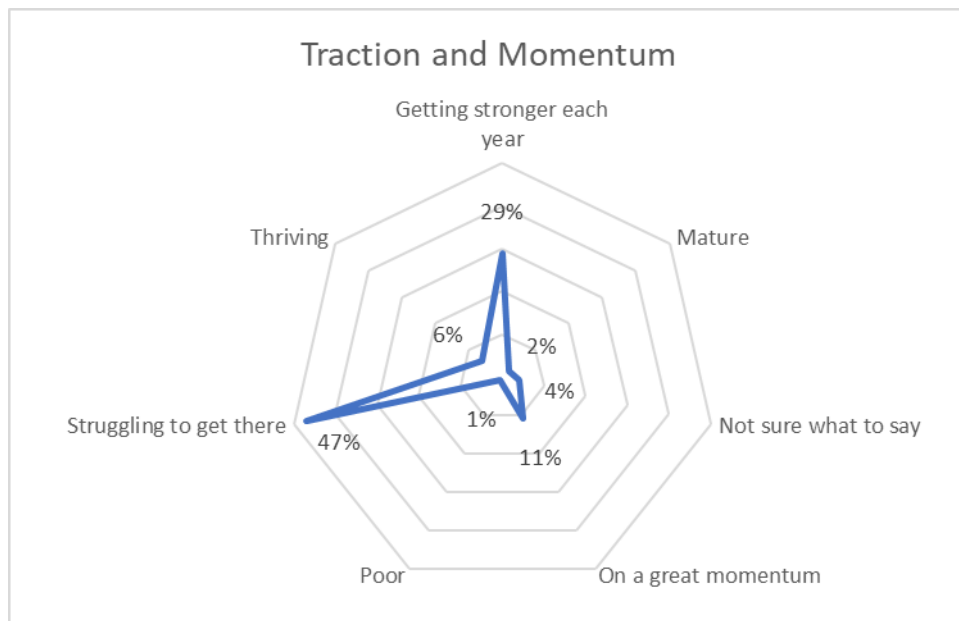 Traction and Momentum
Getting stronger each
year
29%
Thriving
Mature
6%
2%
4%
Struggling to get there
47%
1%
Not sure what to say
11%
Poor
On a great momentum